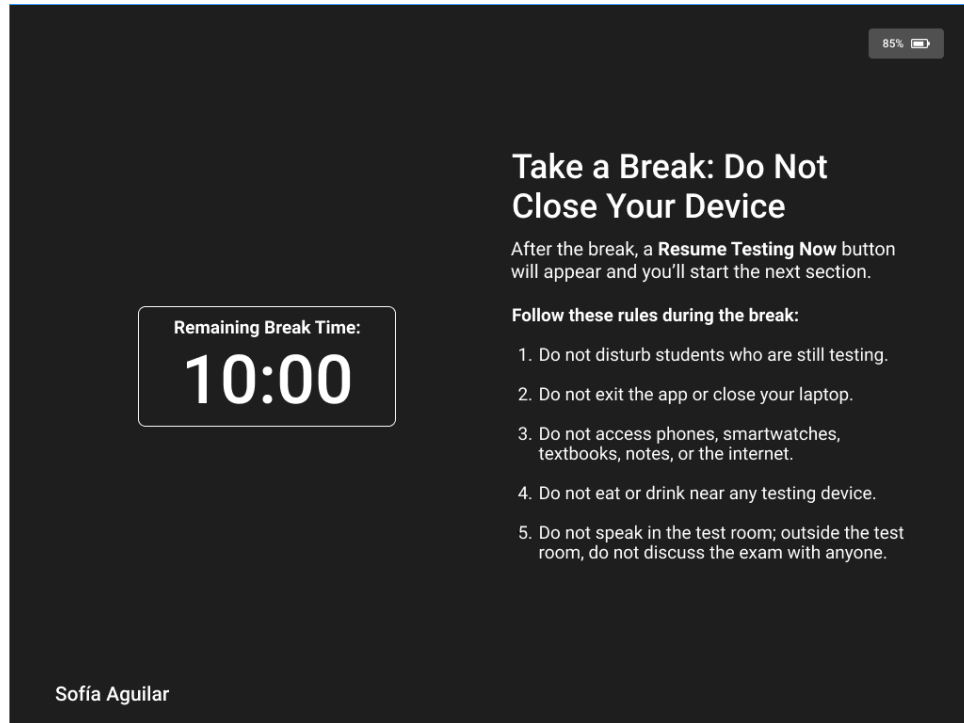 85%
Take a Break: Do Not
Close Your Device
After the break, a Resume Testing Now button
will appear and you’ll start the next section.
Remaining Break Time:
10:00
Follow these rules during the break:
1. Do not disturb students who are still testing.
2. Do not exit the app or close your laptop.
3. Do not access phones, smartwatches,
textbooks, notes, or the internet.
4. Do not eat or drink near any testing device.
5. Do not speak in the test room; outside the test
room, do not discuss the exam with anyone.
Sofía Aguilar